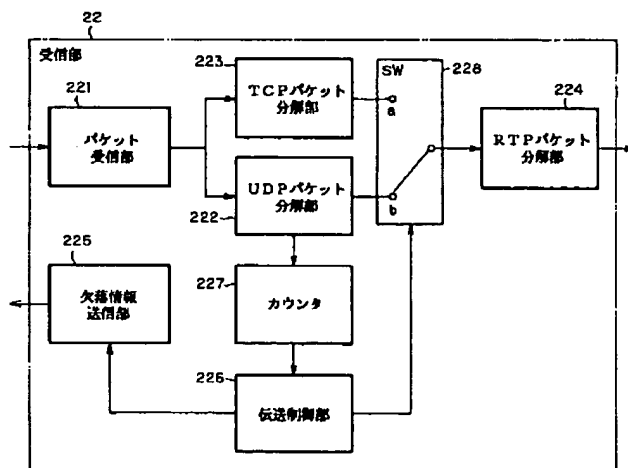 22
受信部
221
パケット
受信部
223
TCPパケット
分解部
SW
a
b
228
224
RTPパケット
分解部
UDPパケット
分解部
222
225
欠落情報
送信部
227
カウンタ
226
伝送制御部